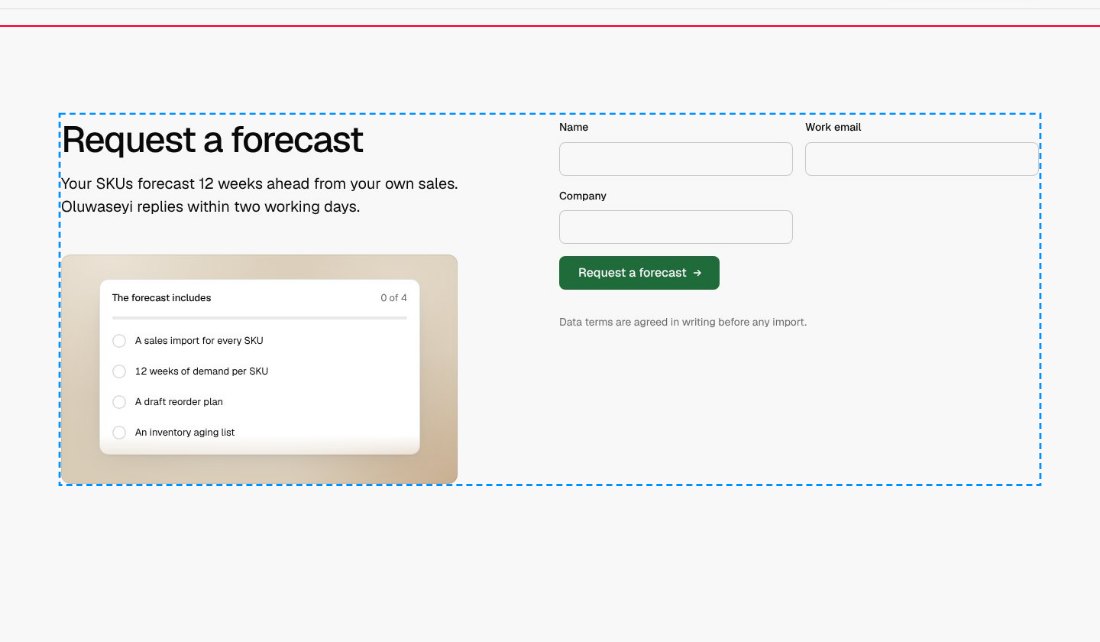 Request a forecast
Your SKUs forecast 12 weeks ahead from your own sales.
Oluwaseyi replies within two working days.
The forecast includes
0 of 4
A sales import for every SKU
12 weeks of demand per SKU
A draft reorder plan
An inventory aging list
Name
Work email
Company
Request a forecast →
Data terms are agreed in writing before any import.